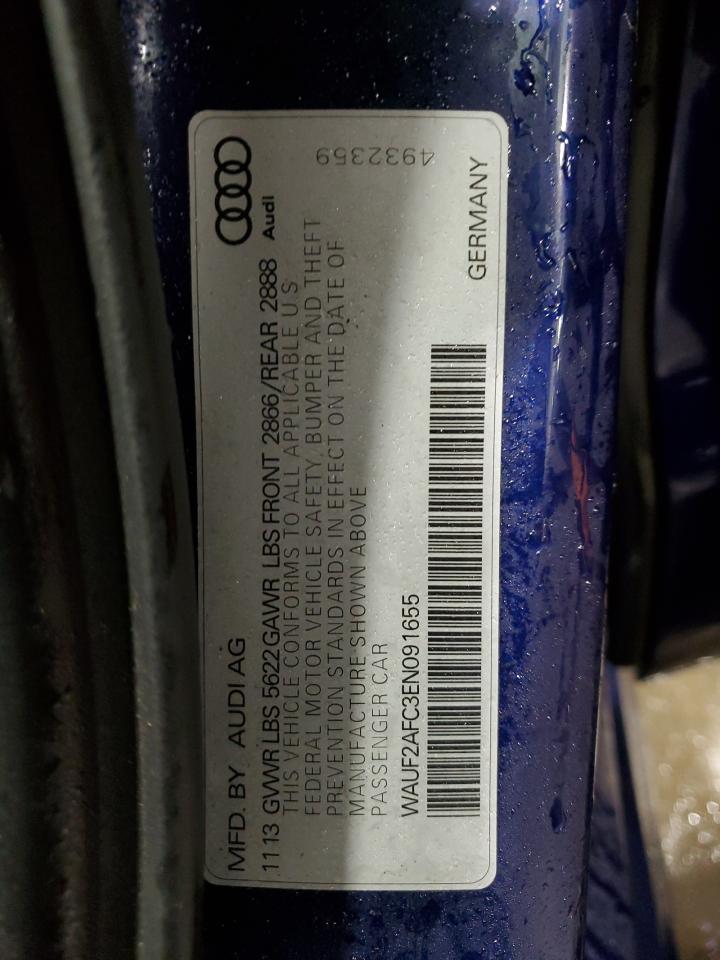 MFD. BY AUDI AG
Audi
11 13 GVWR LBS 5622 GAWR LBS FRONT 2866/REAR 2888
THIS VEHICLE CONFORMS TO ALL APPLICABLE U S
FEDERAL MOTOR VEHICLE SAFETY, BUMPER AND THEFT
PREVENTION STANDARDS IN EFFECT ON THE DATE OF
MANUFACTURE SHOWN ABOVE
PASSENGER CAR
4932359
WAUF2AFC3EN091655
GERMANY